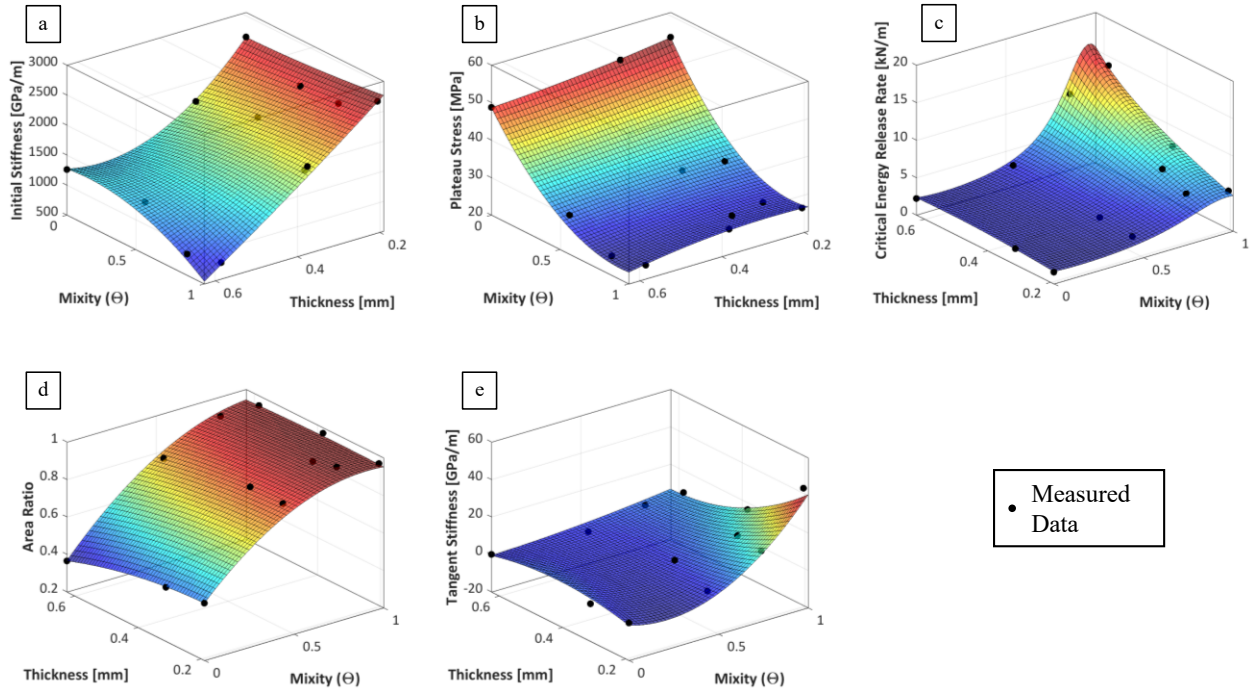 a
Initial Stiffness [GPa/m]
3000
2500
2000
1500
1000
500
0
0.5
1
Mixity (Θ)
0.6
0.4
0.2
Thickness [mm]
b
Plateau Stress [MPa]
60
50
40
30
20
0
0.5
1
Mixity (Θ)
0.6
0.4
0.2
Thickness [mm]
c
Critical Energy Release Rate [kN/m]
20
15
10
5
0
0.6
0.4
0.2
Thickness [mm]
0
0.5
1
Mixity (Θ)
d
Area Ratio
1
0.8
0.6
0.4
0.2
0.6
0.4
0.2
Thickness [mm]
0
0.5
1
Mixity (Θ)
e
Tangent Stiffness [GPa/m]
60
40
20
0
-20
0.6
0.4
0.2
Thickness [mm]
0
0.5
1
Mixity (Θ)
Measured
Data